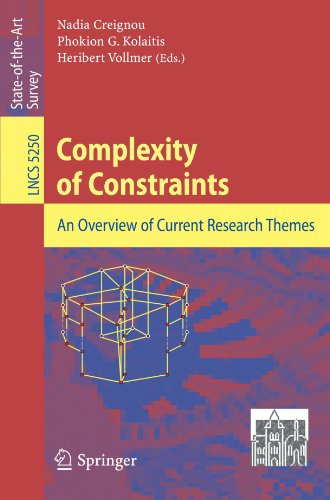 Nadia Creignou
Phokion G. Kolaitis
Heribert Vollmer (Eds.)
State-of-the-Art
Survey
LNCS 5250
Complexity
of Constraints
An Overview of Current Research Themes
Springer